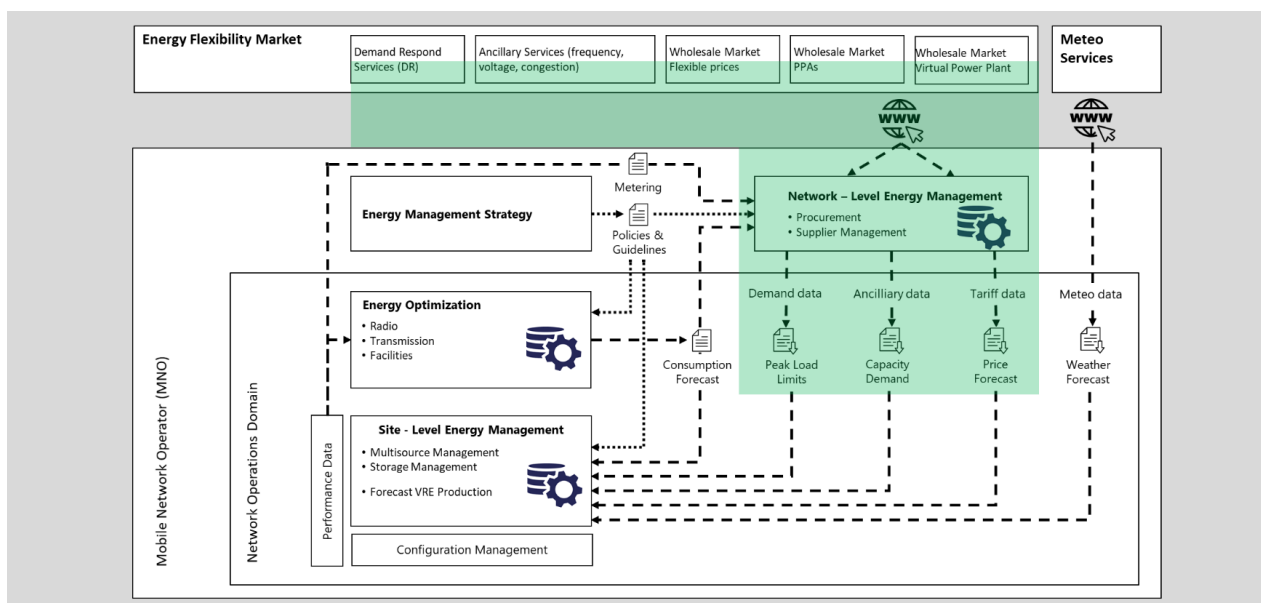 Energy Flexibility Market
Demand Respond
Services (DR)
Ancillary Services (frequency,
voltage, congestion)
Wholesale Market
Flexible prices
Wholesale Market
PPAs
Wholesale Market
Virtual Power Plant
Meteo
Services
WWW
WWW
Metering
Energy Management Strategy
Policies &
Guidelines
Network – Level Energy Management
• Procurement
• Supplier Management
Demand data
Ancilliary data
Tariff data
Meteo data
Energy Optimization
• Radio
• Transmission
• Facilities
Consumption
Forecast
Peak Load
Limits
Capacity
Demand
Price
Forecast
Weather
Forecast
Mobile Network Operator (MNO)
Network Operations Domain
Performance Data
Site - Level Energy Management
• Multisource Management
• Storage Management
• Forecast VRE Production
Configuration Management